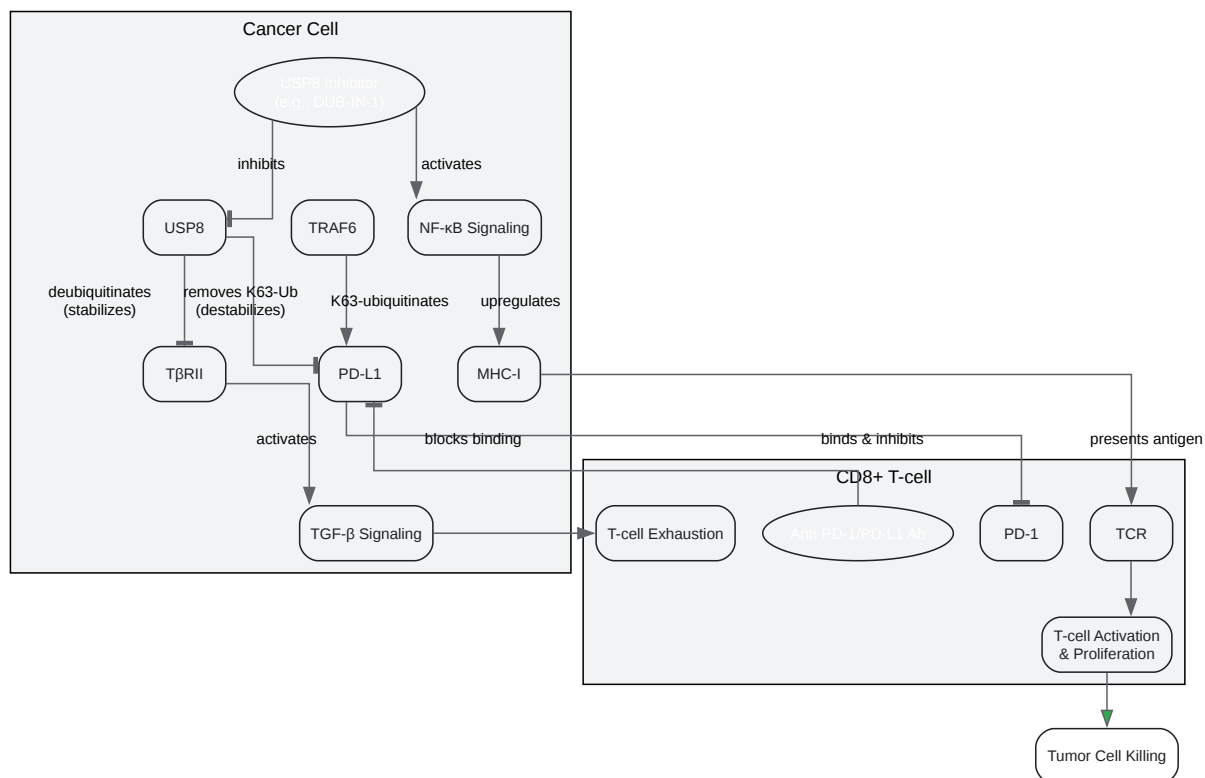 Cancer Cell
USP8 Inhibitor
(e.g., DUB-IN-1)
inhibits
activates
USP8
TRAF6
NF-κB Signaling
deubiquitinates
(stabilizes)
removes K63-Ub
(destabilizes)
K63-ubiquitinates
upregulates
TβRII
PD-L1
MHC-I
activates
blocks binding
binds & inhibits
presents antigen
CD8+ T-cell
TGF-β Signaling
T-cell Exhaustion
Anti-PD-1/PD-L1 Ab
PD-1
TCR
T-cell Activation
& Proliferation
Tumor Cell Killing